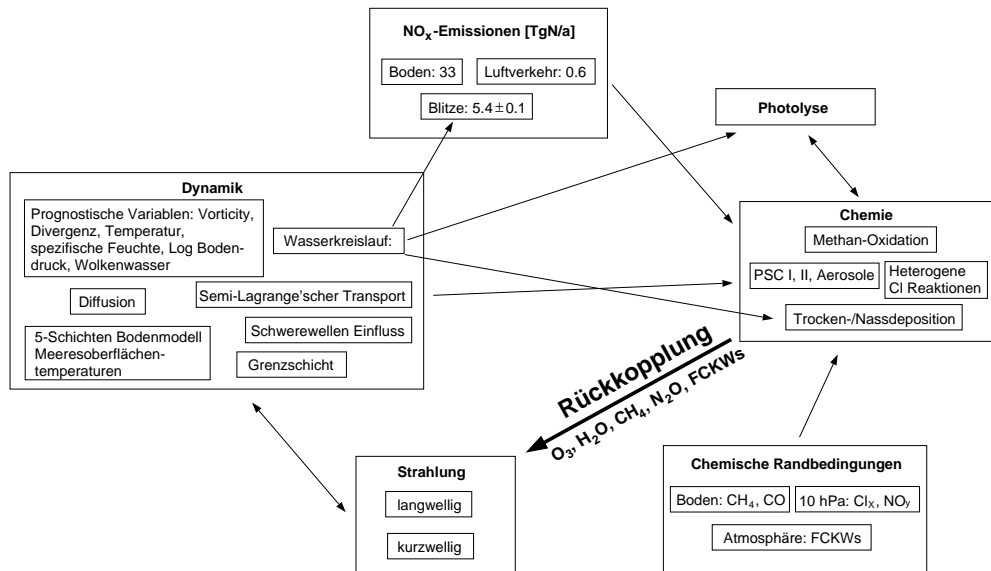 NOₓ-Emissionen [TgN/a]
Boden: 33
Luftverkehr: 0.6
Blitze: 5.4±0.1
Photolyse
Dynamik
Prognostische Variablen: Vorticity,
Divergenz, Temperatur,
spezifische Feuchte, Log Boden-
druck, Wolkenwasser
Wasserkreislauf:
Diffusion
Semi-Lagrange'scher Transport
Schwerewellen Einfluss
5-Schichten Bodenmodell
Meeresoberflächen-
temperaturen
Grenzschicht
Chemie
Methan-Oxidation
PSC I, II, Aerosole
Heterogene
Cl Reaktionen
Trocken-/Nassdeposition
Rückkopplung
O₃, H₂O, CH₄, N₂O, FCKWs
Strahlung
langwellig
kurzwellig
Chemische Randbedingungen
Boden: CH₄, CO
10 hPa: Clₓ, NOy
Atmosphäre: FCKWs